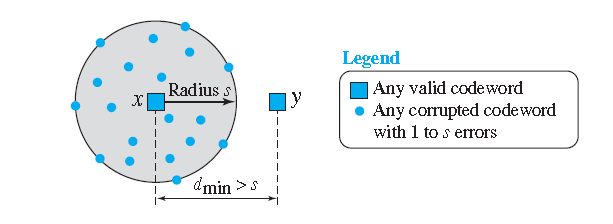 Legend
Any valid codeword
Any corrupted codeword
with 1 to s errors
x
Radius s
y
dmin > s